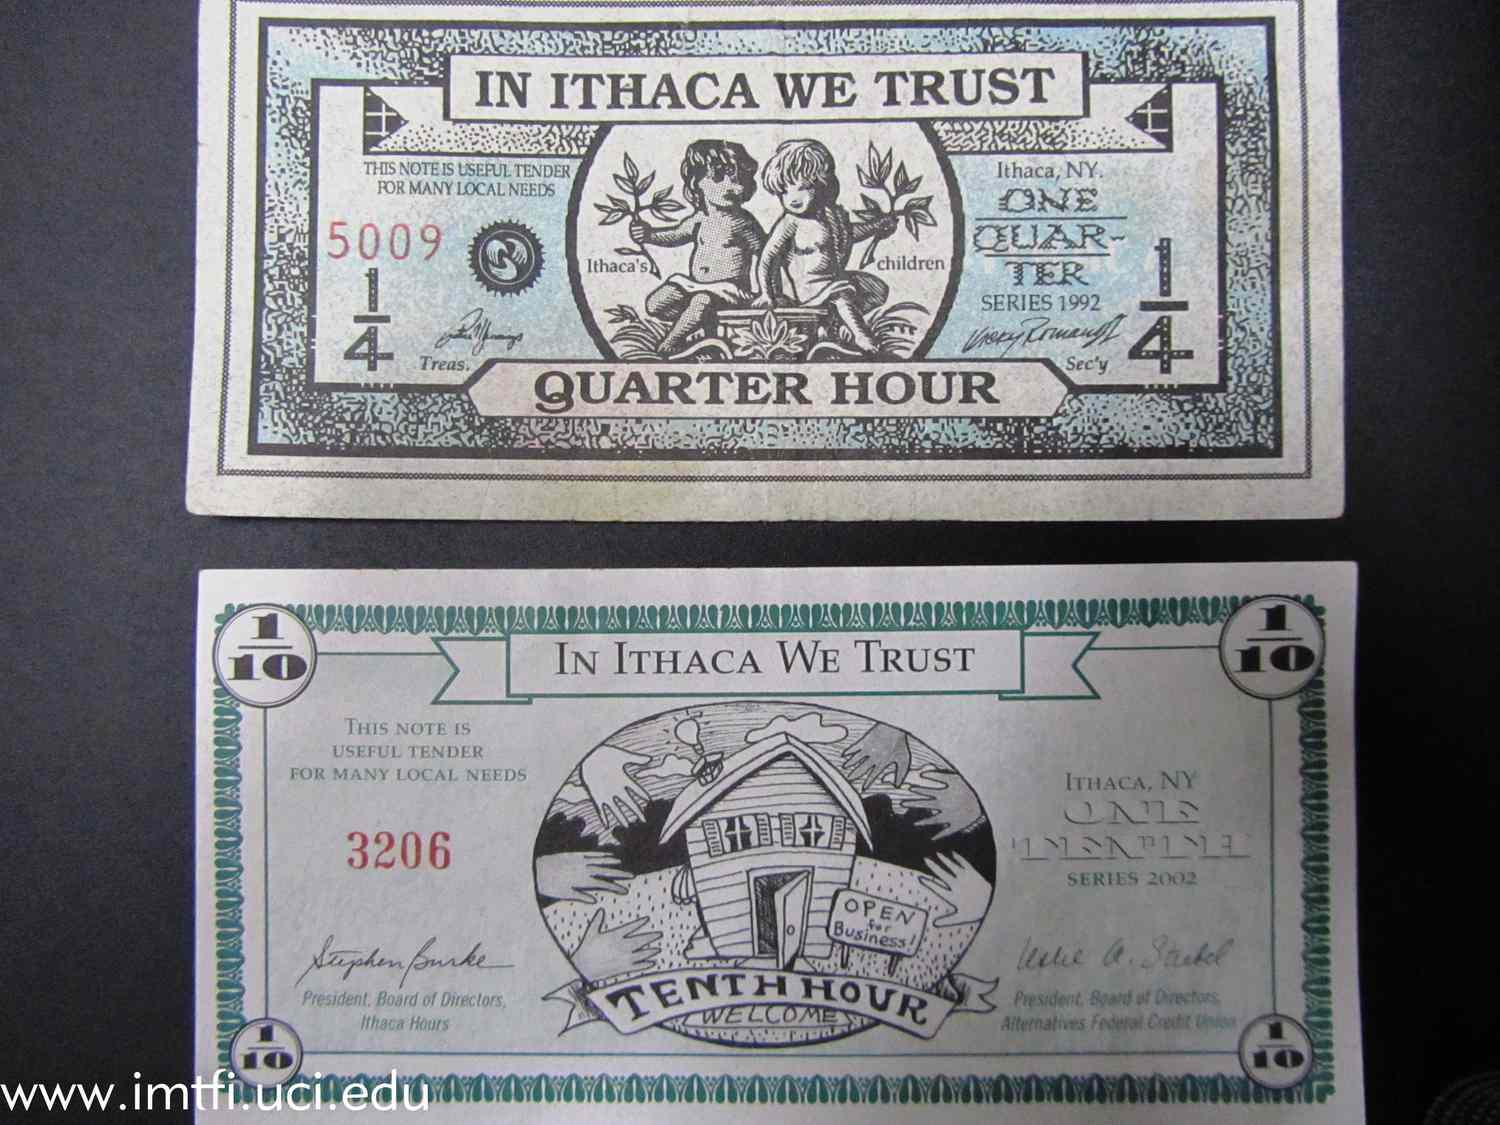 IN ITHACA WE TRUST
THIS NOTE IS USEFUL TENDER
FOR MANY LOCAL NEEDS
5009
1/4
Treas.
Ithaca's
children
Ithaca, NY.
ONE
QUAR-
TER
SERIES 1992
1/4
Sec'y
QUARTER HOUR
1/10
1/10
IN ITHACA WE TRUST
THIS NOTE IS
USEFUL TENDER
FOR MANY LOCAL NEEDS
3206
Stephen Burke
President, Board of Directors,
Ithaca Hours
OPEN
for
Business!
TENTH HOUR
WELCOME
ITHACA, NY
ONE
TENTH
SERIES 2002
President, Board of Directors,
Alternatives Federal Credit Union
1/10
1/10
www.imtfi.uci.edu